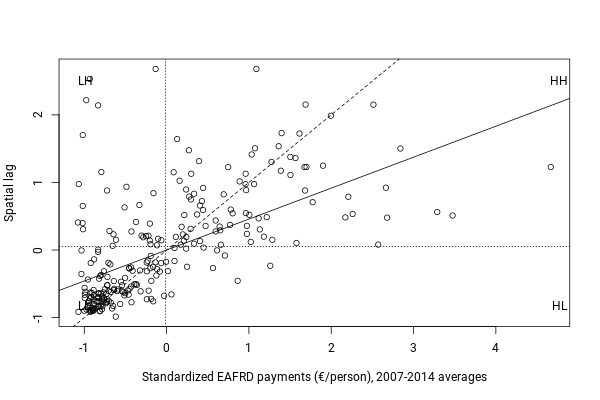 LH
HH
L
HL
Spatial lag
2
1
0
-1
-1
0
1
2
3
4
Standardized EAFRD payments (€/person), 2007-2014 averages